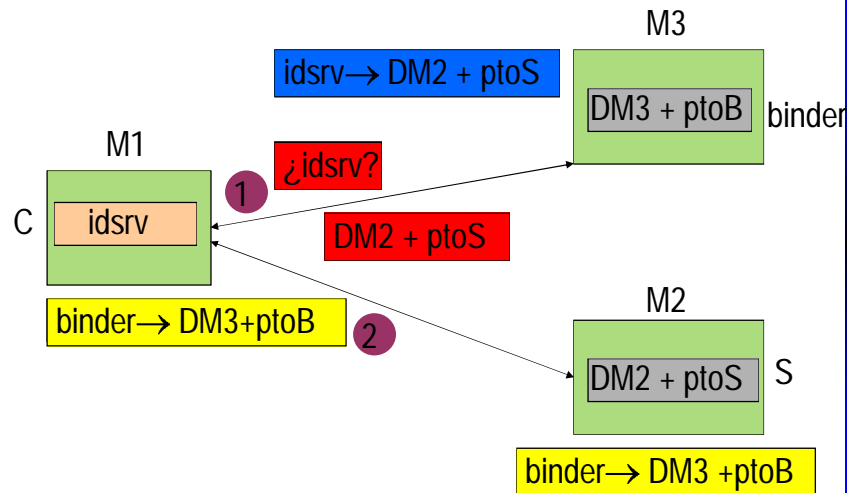 M3
idsrv→ DM2 + ptoS
DM3 + ptoB
binder
M1
¿idsrv?
1
C
idsrv
DM2 + ptoS
binder→ DM3+ptoB
2
M2
DM2 + ptoS
S
binder→ DM3 +ptoB